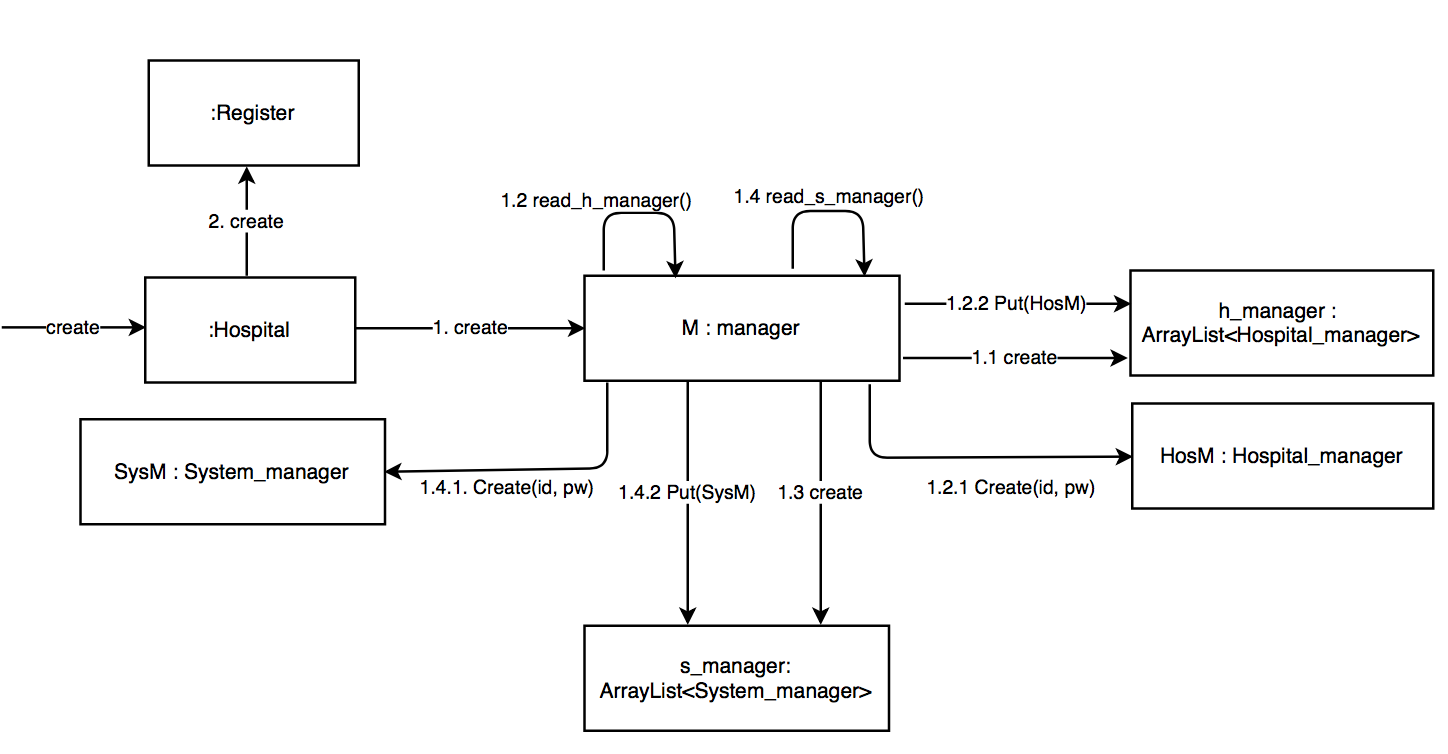 :Register
2. create
1.2 read_h_manager()
1.4 read_s_manager()
create
:Hospital
1. create
M : manager
1.2.2 Put(HosM)
1.1 create
h_manager :
ArrayList<Hospital_manager>
SysM : System_manager
1.4.1. Create(id, pw)
1.4.2 Put(SysM)
1.3 create
1.2.1 Create(id, pw)
HosM : Hospital_manager
s_manager:
ArrayList<System_manager>